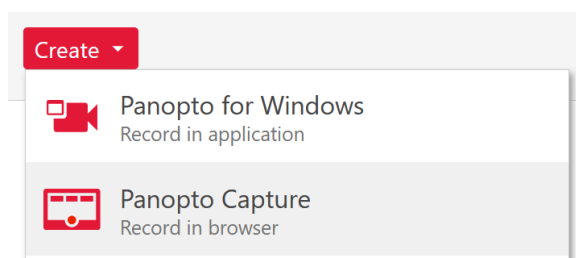 Create
Panopto for Windows
Record in application
Panopto Capture
Record in browser